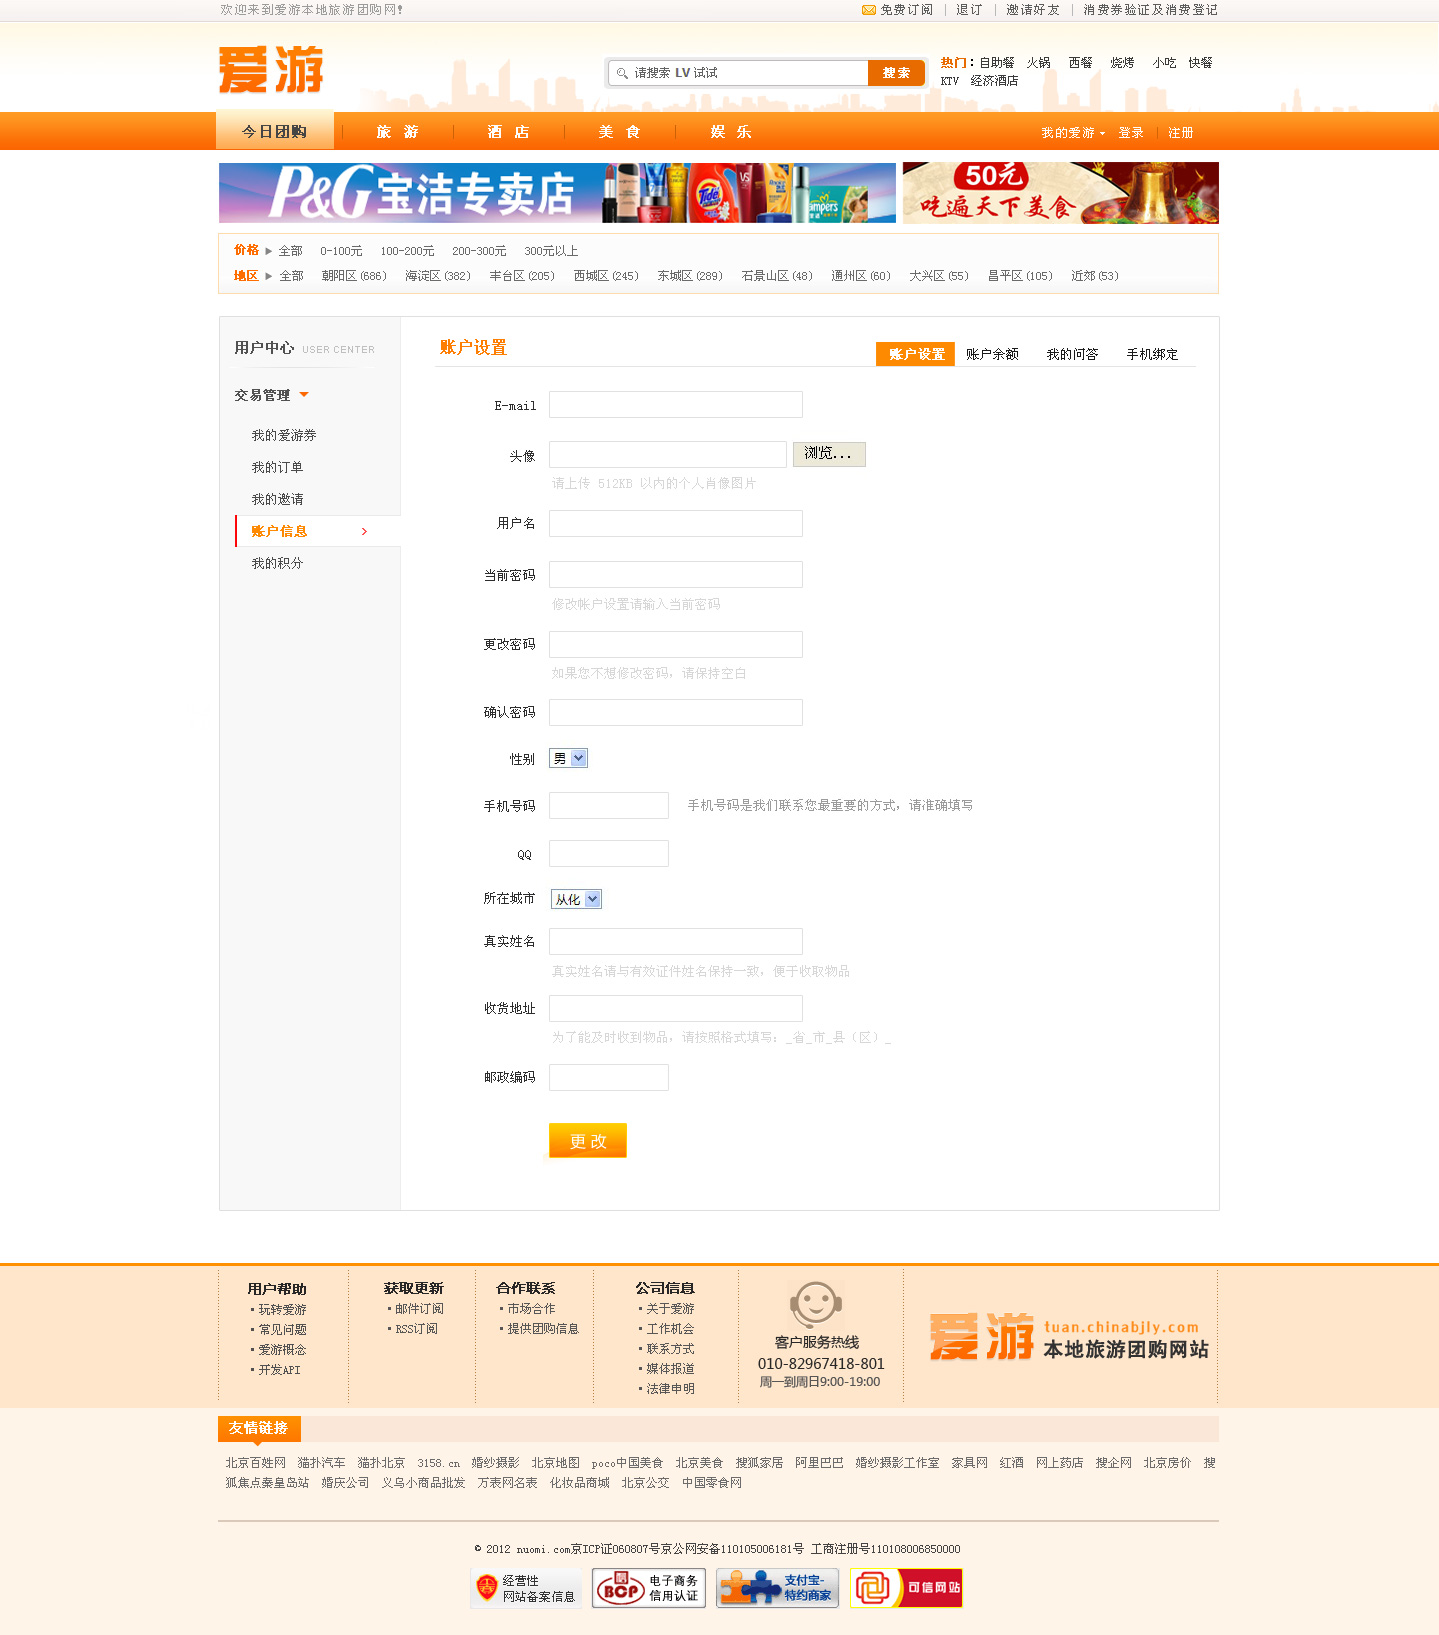 欢迎来到爱游本地旅游团购网!
免费订阅 | 退订 | 邀请好友 | 消费券验证及消费登记
爱游
请搜索 LV 试试 搜 索
热门：自助餐 火锅 西餐 烧烤 小吃 快餐
KTV 经济酒店
今日团购 旅 游 酒 店 美 食 娱 乐 我的爱游 登录 注册
P&G宝洁专卖店
Tide
VS
Pampers
50元
吃遍天下美食
价格 全部 0-100元 100-200元 200-300元 300元以上
地区 全部 朝阳区(686) 海淀区(382) 丰台区(205) 西城区(245) 东城区(289) 石景山区(48) 通州区(60) 大兴区(55) 昌平区(105) 近郊(53)
用户中心 USER CENTER
交易管理
我的爱游券
我的订单
我的邀请
账户信息
我的积分
账户设置
账户设置 账户余额 我的问答 手机绑定
E-mail
头像 浏览...
请上传 512KB 以内的个人肖像图片
用户名
当前密码
修改帐户设置请输入当前密码
更改密码
如果您不想修改密码，请保持空白
确认密码
性别 男
手机号码 手机号码是我们联系您最重要的方式，请准确填写
QQ
所在城市 从化
真实姓名
真实姓名请与有效证件姓名保持一致，便于收取物品
收货地址
为了能及时收到物品，请按照格式填写：_省_市_县（区）_
邮政编码
更 改
用户帮助
玩转爱游
常见问题
爱游概念
开发API
获取更新
邮件订阅
RSS订阅
合作联系
市场合作
提供团购信息
公司信息
关于爱游
工作机会
联系方式
媒体报道
法律申明
客户服务热线
010-82967418-801
周一到周日9:00-19:00
爱游
tuan.chinabjly.com
本地旅游团购网站
友情链接
北京百姓网 猫扑汽车 猫扑北京 3158.cn 婚纱摄影 北京地图 poco中国美食 北京美食 搜狐家居 阿里巴巴 婚纱摄影工作室 家具网 红酒 网上药店 搜企网 北京房价 搜
狐焦点秦皇岛站 婚庆公司 义乌小商品批发 万表网名表 化妆品商城 北京公交 中国零食网
© 2012 nuomi.com京ICP证060807号京公网安备110105006181号 工商注册号110108006850000
经营性
网站备案信息
BCP
电子商务
信用认证
支付宝-
特约商家
可信网站